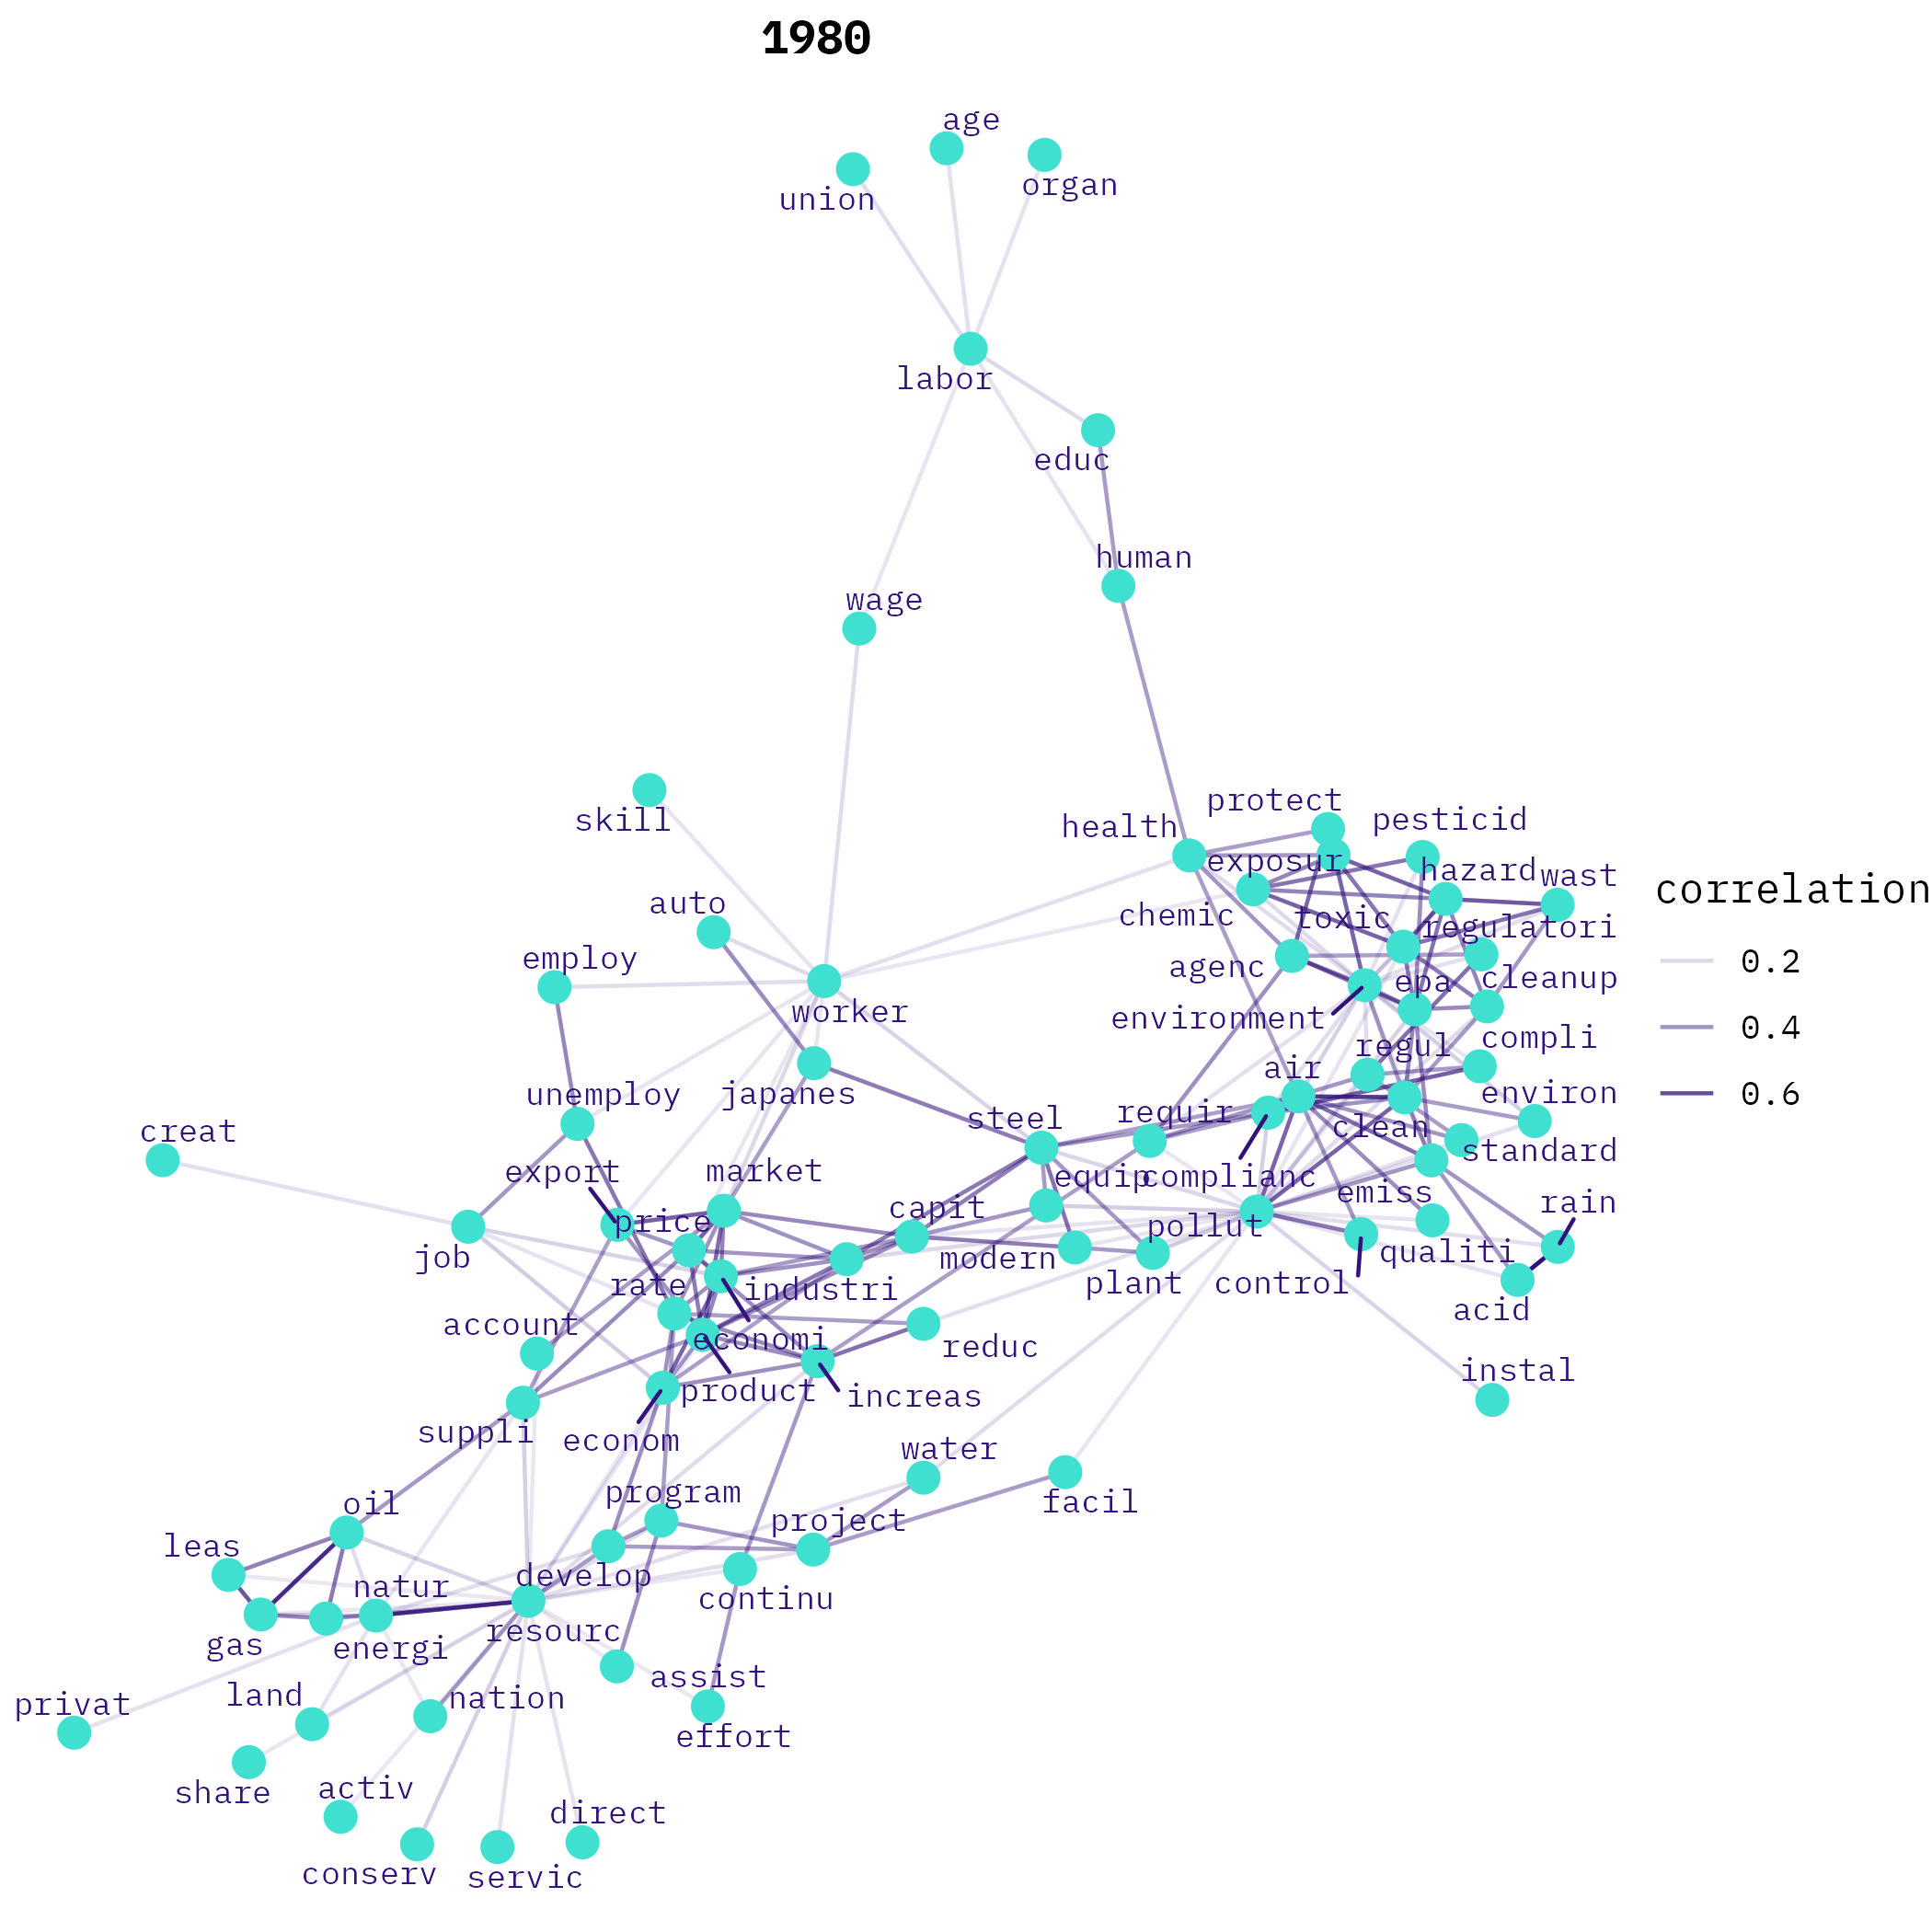 1980
age
union
organ
labor
educ
human
wage
skill
protect
pesticid
health
exposur
hazard
wast
auto
chemic
toxic
regulatori
employ
agenc
epa
cleanup
worker
environment
compli
regul
air
unemploy
japanes
environ
creat
steel
requir
clean
standard
export
market
equip
complianc
emiss
rain
price
capit
pollut
job
modern
qualiti
rate
industri
plant
control
acid
account
economi
reduc
instal
product
increas
suppli
econom
water
oil
program
project
facil
leas
natur
develop
continu
gas
energi
resourc
privat
land
nation
assist
effort
share
activ
direct
conserv
servic
correlation
0.2
0.4
0.6